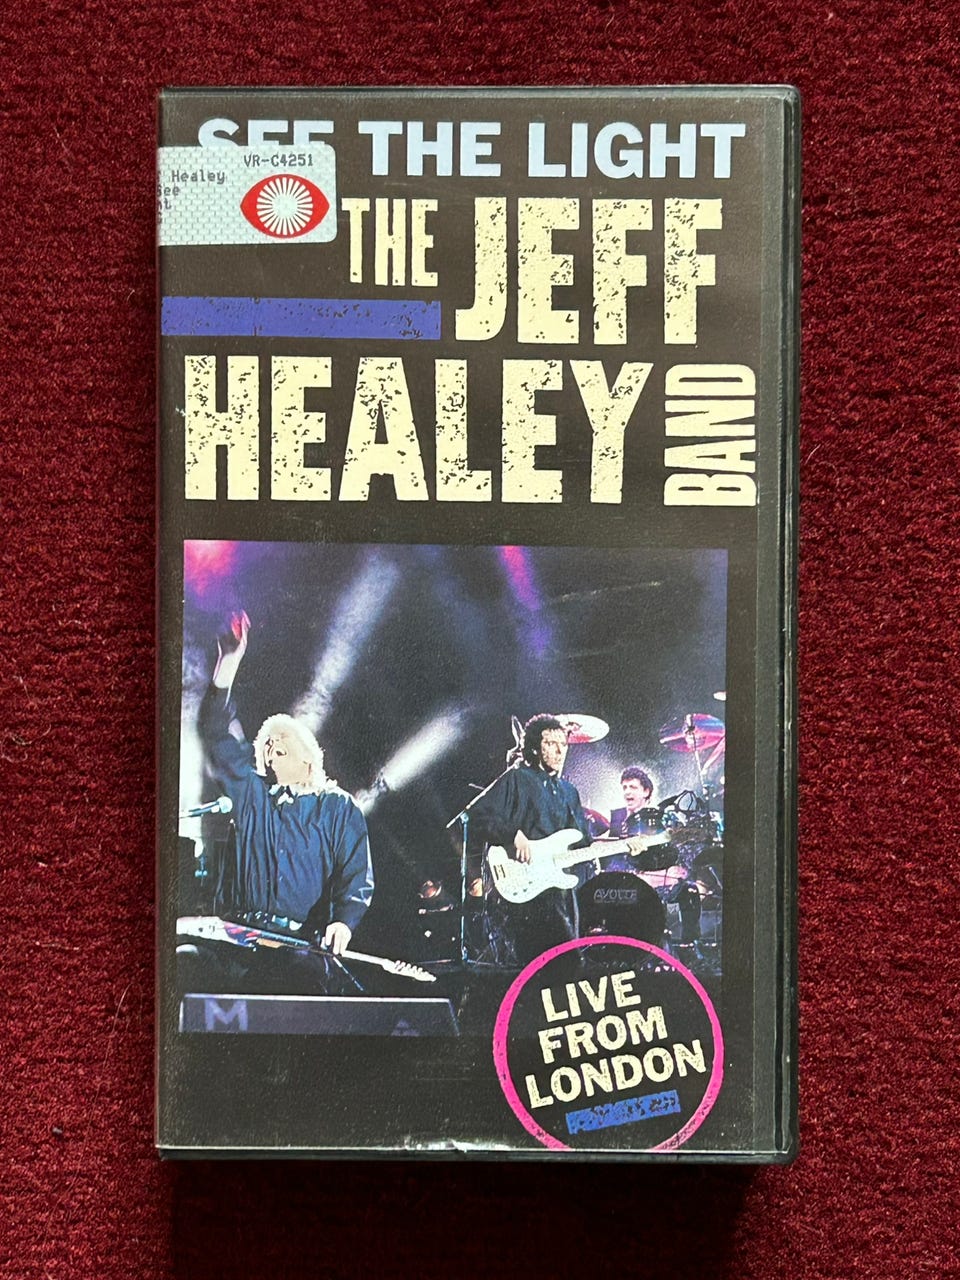 SEE THE LIGHT
VR-C4251
Healey
See
THE JEFF
HEALEY
BAND
M
LIVE
FROM
LONDON